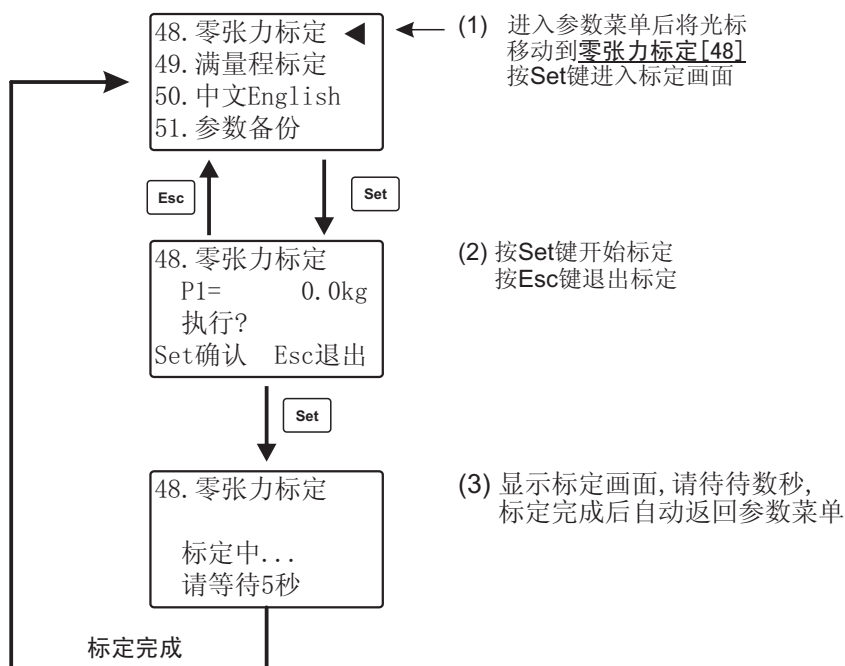 48.零张力标定
49.满量程标定
50.中文English
51.参数备份
(1) 进入参数菜单后将光标
移动到零张力标定[48]
按Set键进入标定画面
Esc
Set
48.零张力标定
P1= 0.0kg
执行?
Set确认 Esc退出
(2) 按Set键开始标定
按Esc键退出标定
Set
48.零张力标定
标定中...
请等待5秒
(3) 显示标定画面,请待待数秒,
标定完成后自动返回参数菜单
标定完成